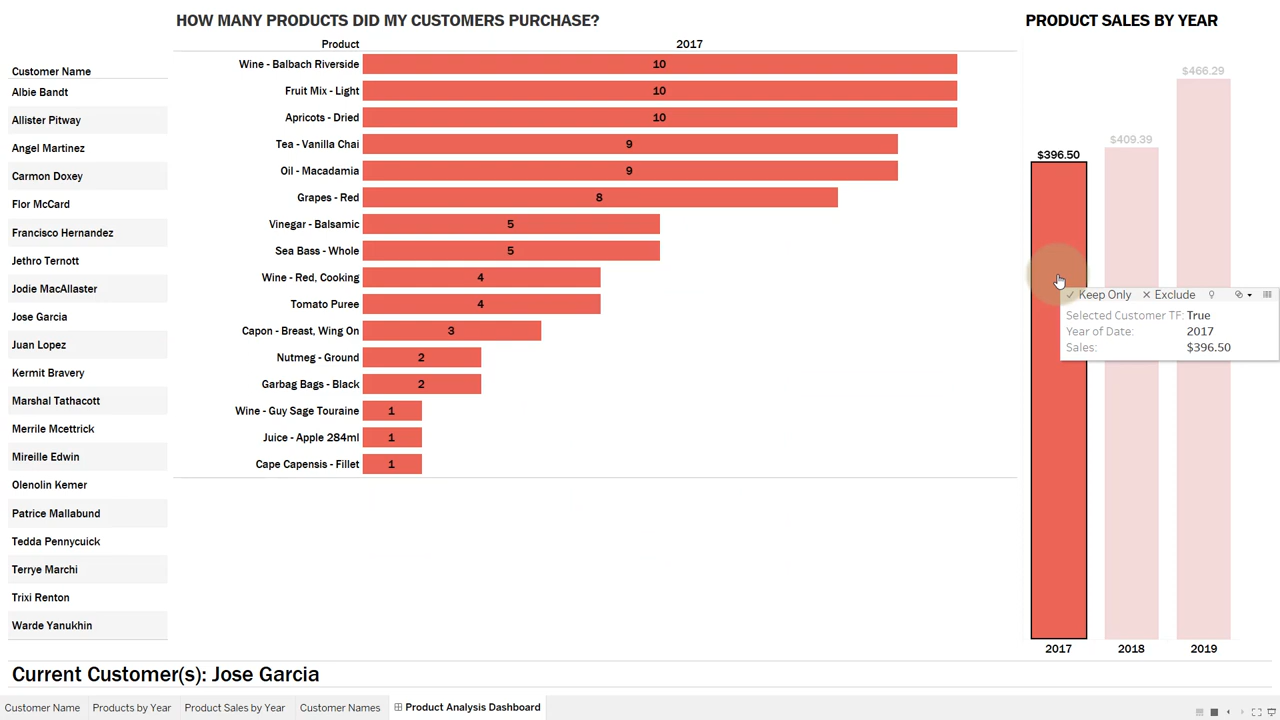 HOW MANY PRODUCTS DID MY CUSTOMERS PURCHASE?
PRODUCT SALES BY YEAR
Product
2017
Customer Name
Albie Bandt
Allister Pitway
Angel Martinez
Carmon Doxey
Flor McCard
Francisco Hernandez
Jethro Ternott
Jodie MacAllaster
Jose Garcia
Juan Lopez
Kermit Bravery
Marshal Tathacott
Merrile Mcettrick
Mireille Edwin
Olenolin Kemer
Patrice Mallabund
Tedda Pennycuick
Terrye Marchi
Trixi Renton
Warde Yanukhin
Wine - Balbach Riverside 10
Fruit Mix - Light 10
Apricots - Dried 10
Tea - Vanilla Chai 9
Oil - Macadamia 9
Grapes - Red 8
Vinegar - Balsamic 5
Sea Bass - Whole 5
Wine - Red, Cooking 4
Tomato Puree 4
Capon - Breast, Wing On 3
Nutmeg - Ground 2
Garbag Bags - Black 2
Wine - Guy Sage Touraine 1
Juice - Apple 284ml 1
Cape Capensis - Fillet 1
$396.50
$409.39
$466.29
Keep Only Exclude
Selected Customer TF: True
Year of Date: 2017
Sales: $396.50
2017 2018 2019
Current Customer(s): Jose Garcia
Customer Name Products by Year Product Sales by Year Customer Names Product Analysis Dashboard